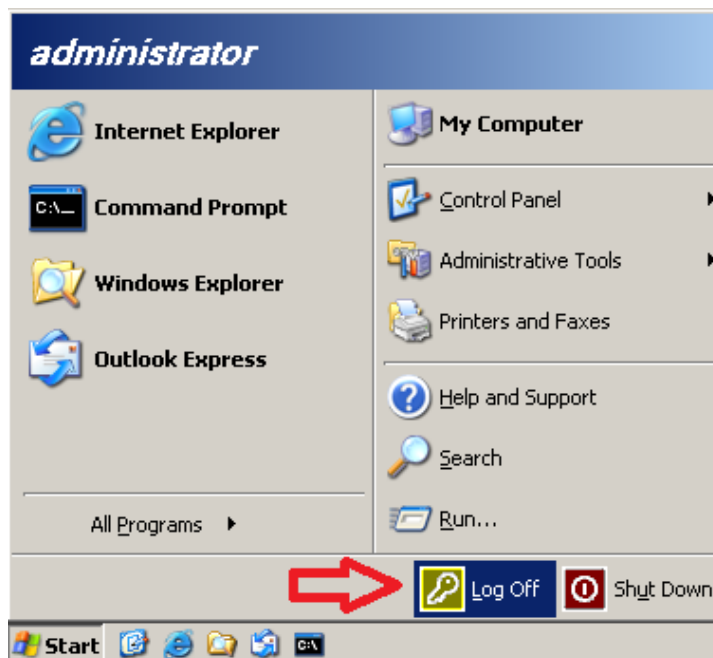 administrator
Internet Explorer
Command Prompt
Windows Explorer
Outlook Express
All Programs
My Computer
Control Panel
Administrative Tools
Printers and Faxes
Help and Support
Search
Run...
Log Off
Shut Down
Start